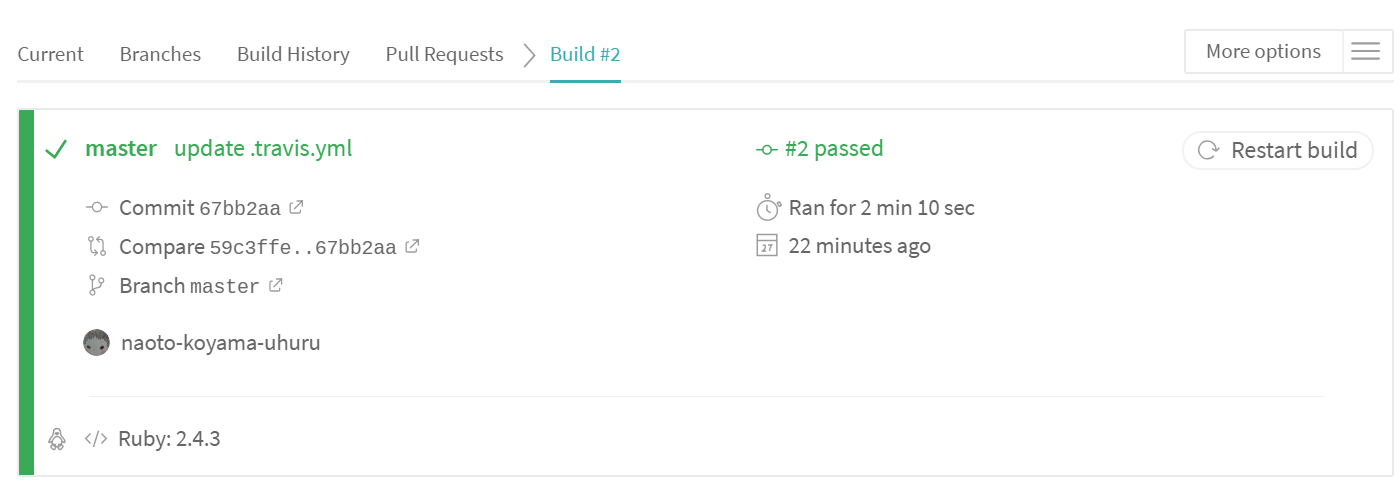 Current Branches Build History Pull Requests Build #2 More options
master update .travis.yml #2 passed Restart build
Commit 67bb2aa Ran for 2 min 10 sec
Compare 59c3ffe..67bb2aa 22 minutes ago
Branch master
naoto-koyama-uhuru
</> Ruby: 2.4.3